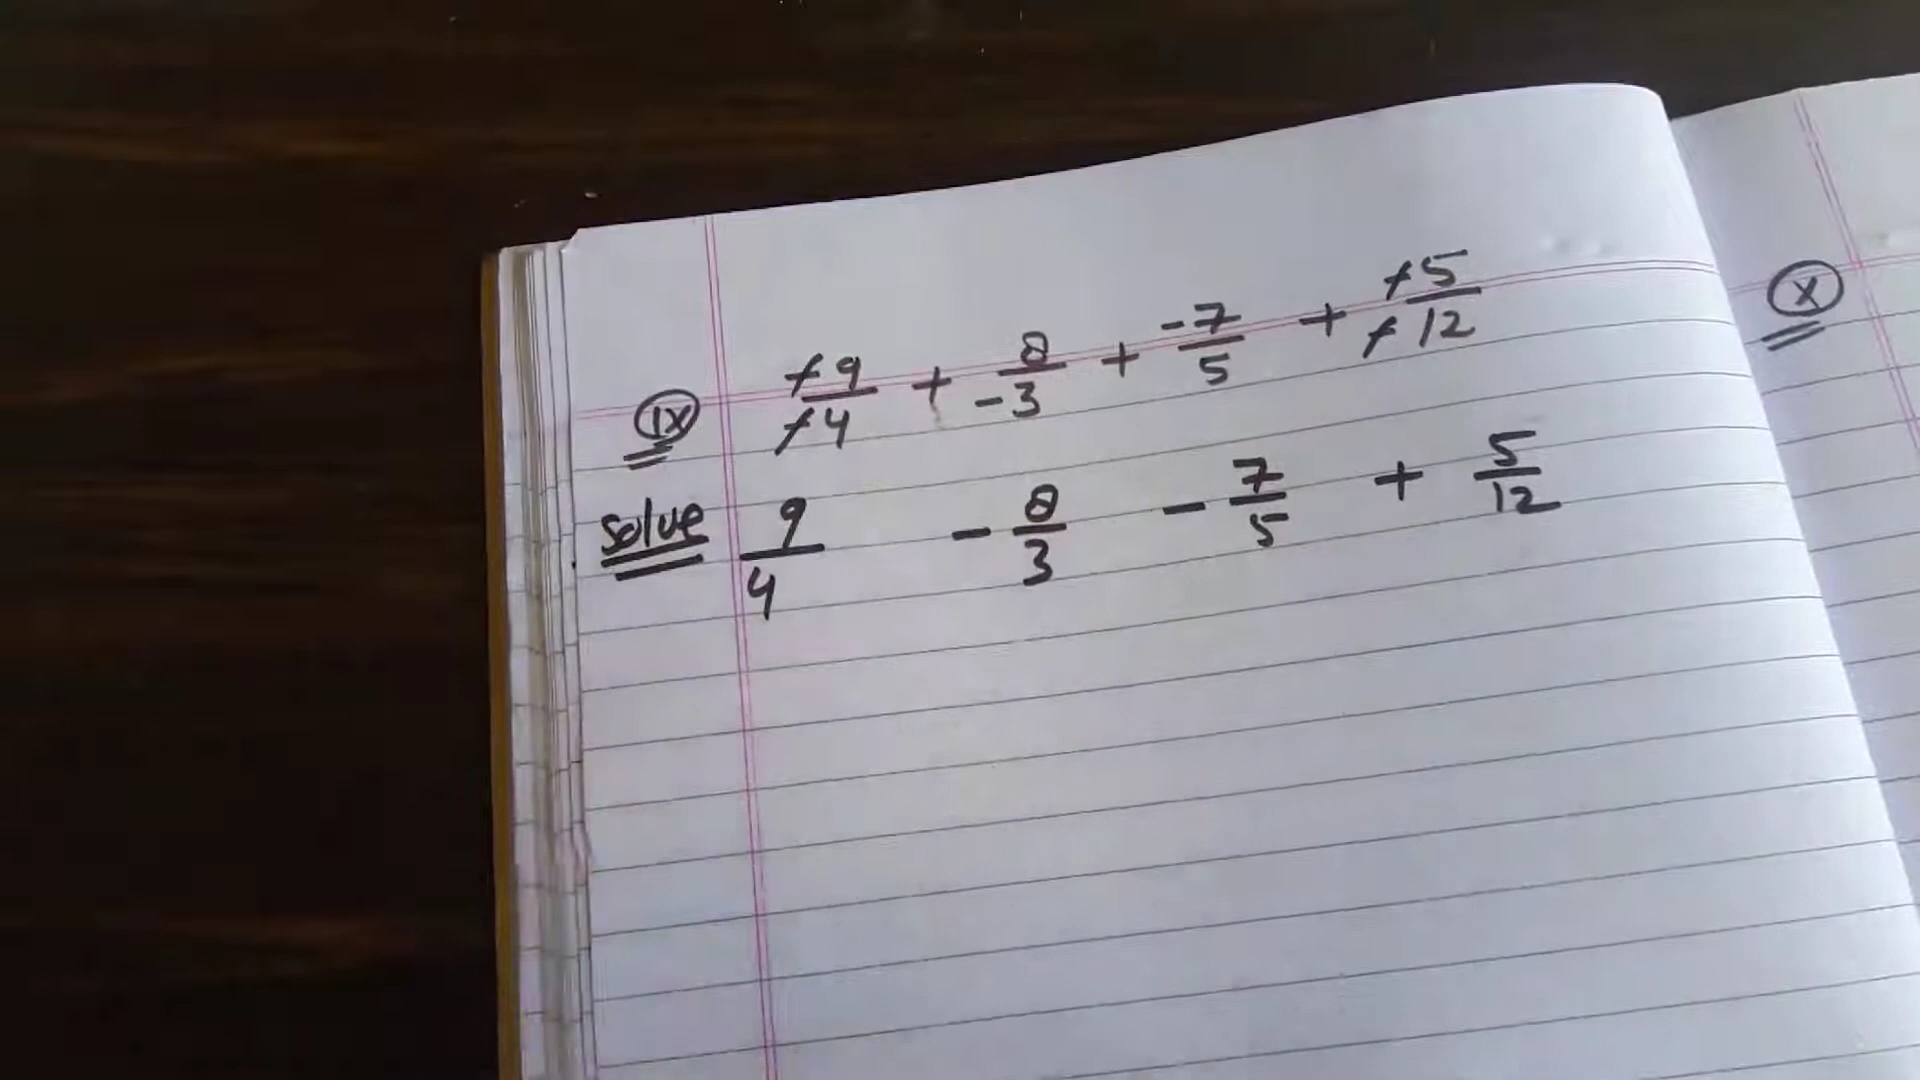 (ix) -9/-4 + 8/-3 + -7/5 + -5/-12
(x)
Solve 9/4 - 8/3 - 7/5 + 5/12